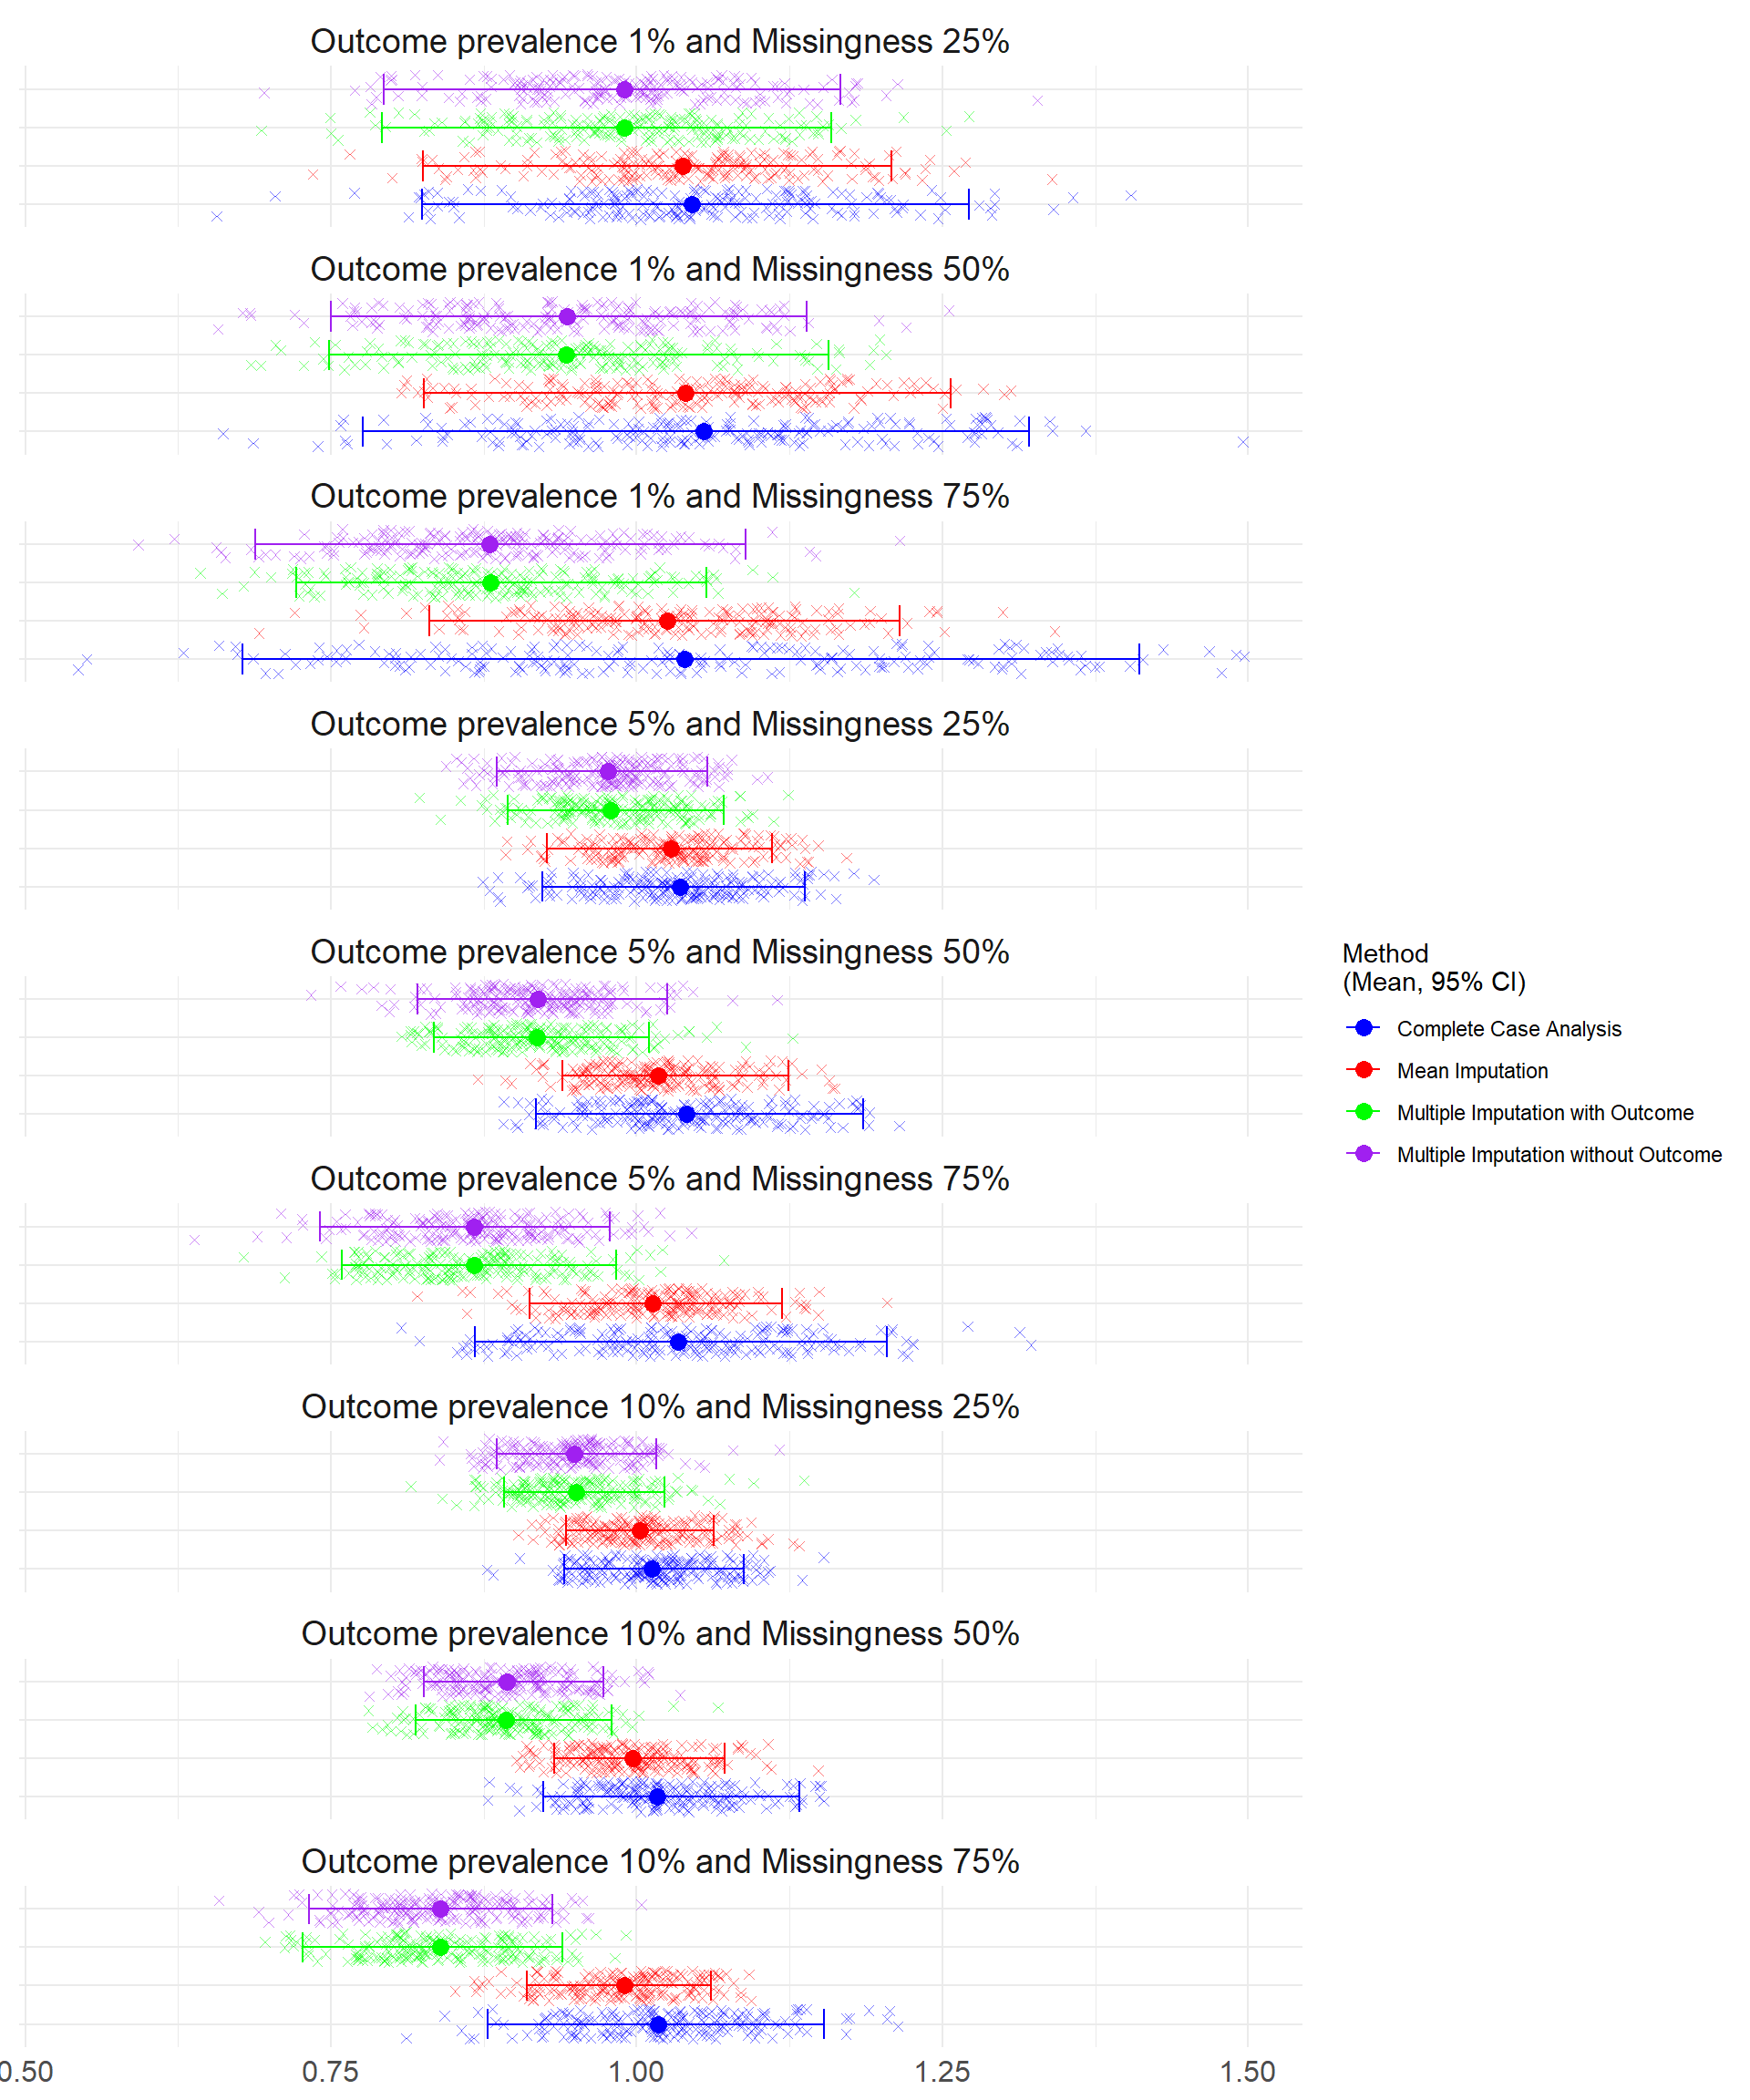 Outcome prevalence 1% and Missingness 25%
Outcome prevalence 1% and Missingness 50%
Outcome prevalence 1% and Missingness 75%
Outcome prevalence 5% and Missingness 25%
Outcome prevalence 5% and Missingness 50%
Outcome prevalence 5% and Missingness 75%
Outcome prevalence 10% and Missingness 25%
Outcome prevalence 10% and Missingness 50%
Outcome prevalence 10% and Missingness 75%
0.50 0.75 1.00 1.25 1.50
Method
(Mean, 95% CI)
Complete Case Analysis
Mean Imputation
Multiple Imputation with Outcome
Multiple Imputation without Outcome